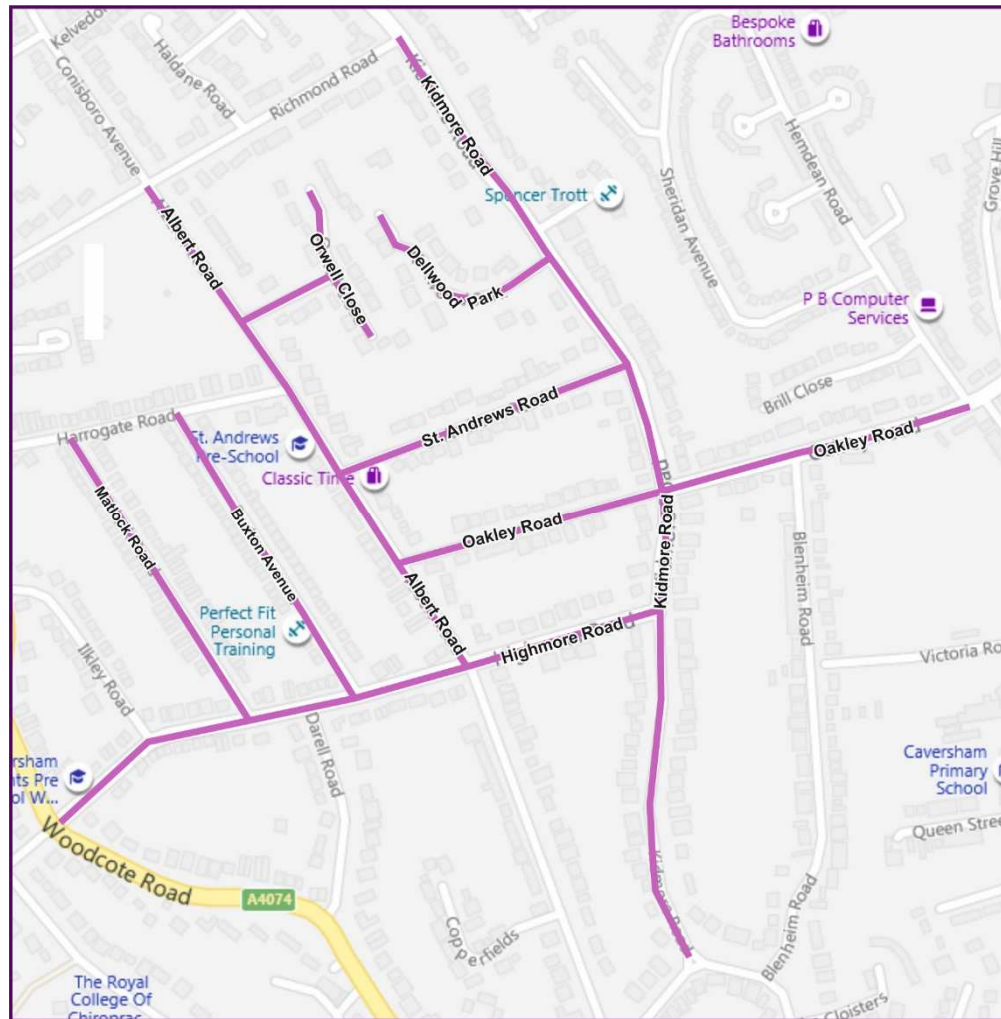 Kelvedon
Haldane Road
Conisboro Avenue
Richmond Road
Kidmore Road
Bespoke
Bathrooms
Hemdean Road
Grove Hill
Sheridan Avenue
Spencer Trott
Albert Road
Orwell Close
Dellwood
Park
P B Computer
Services
Brill Close
Harrogate Road
St. Andrews
Pre-School
Classic Time
St. Andrews Road
Oakley Road
Oakley Road
Matlock Road
Buxton Avenue
Kidmore Road
Blenheim Road
Albert Road
Perfect Fit
Personal
Training
Highmore Road
Ilkley Road
Victoria Ro
Darell Road
Caversham
Primary
School
Queen Stree
Woodcote Road
A4074
Kidmore Road
Copperfields
Blenheim Road
Cloisters
The Royal
College Of
Chiroprac...